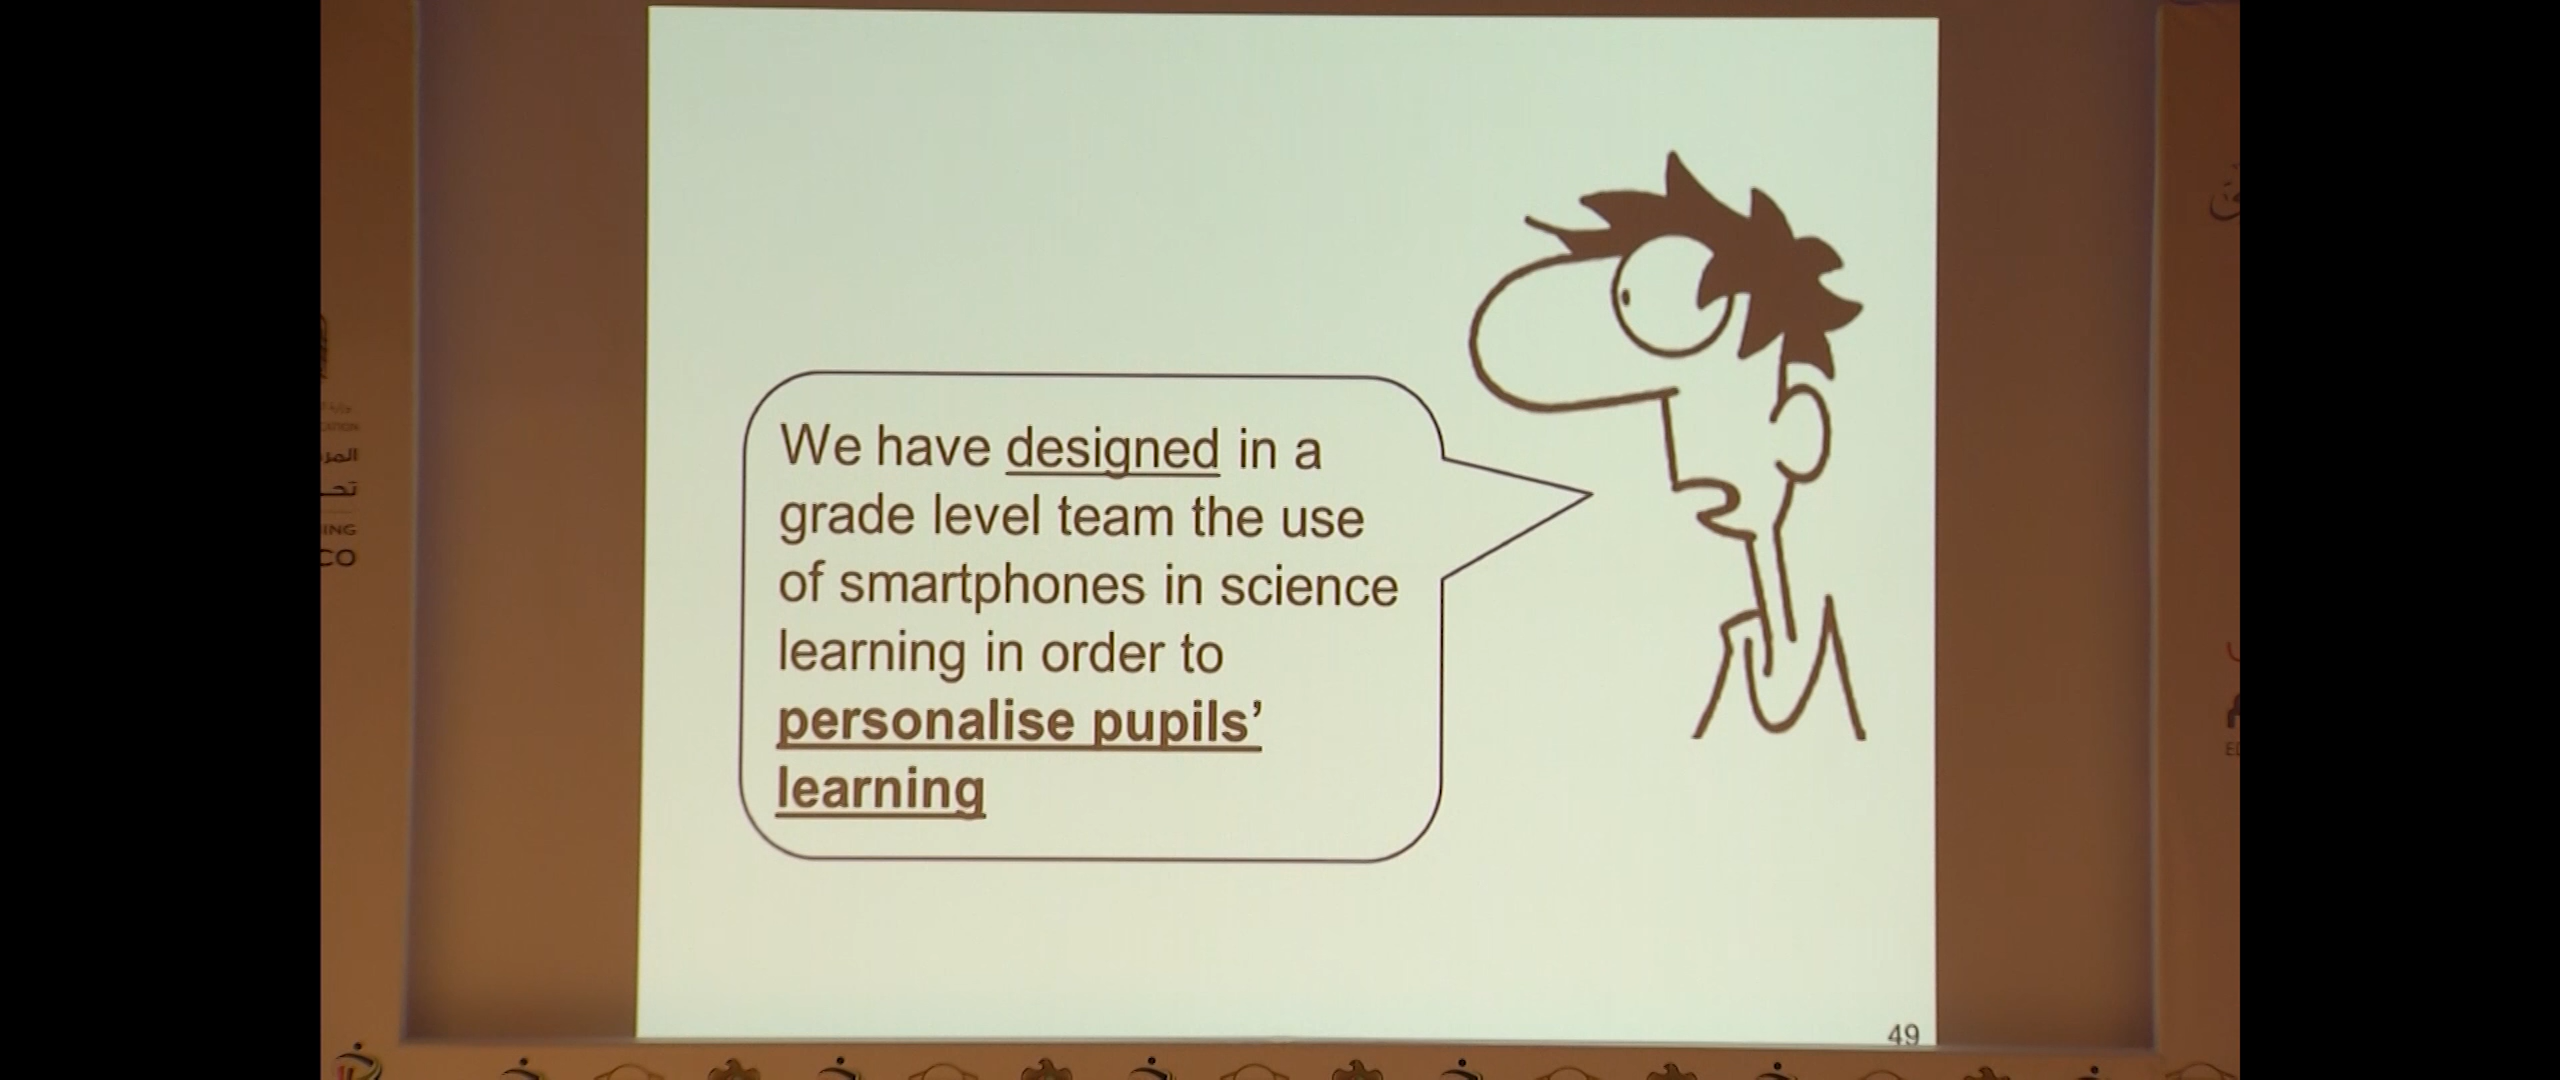 We have designed in a
grade level team the use
of smartphones in science
learning in order to
personalise pupils’
learning
49
المر
ING
CO